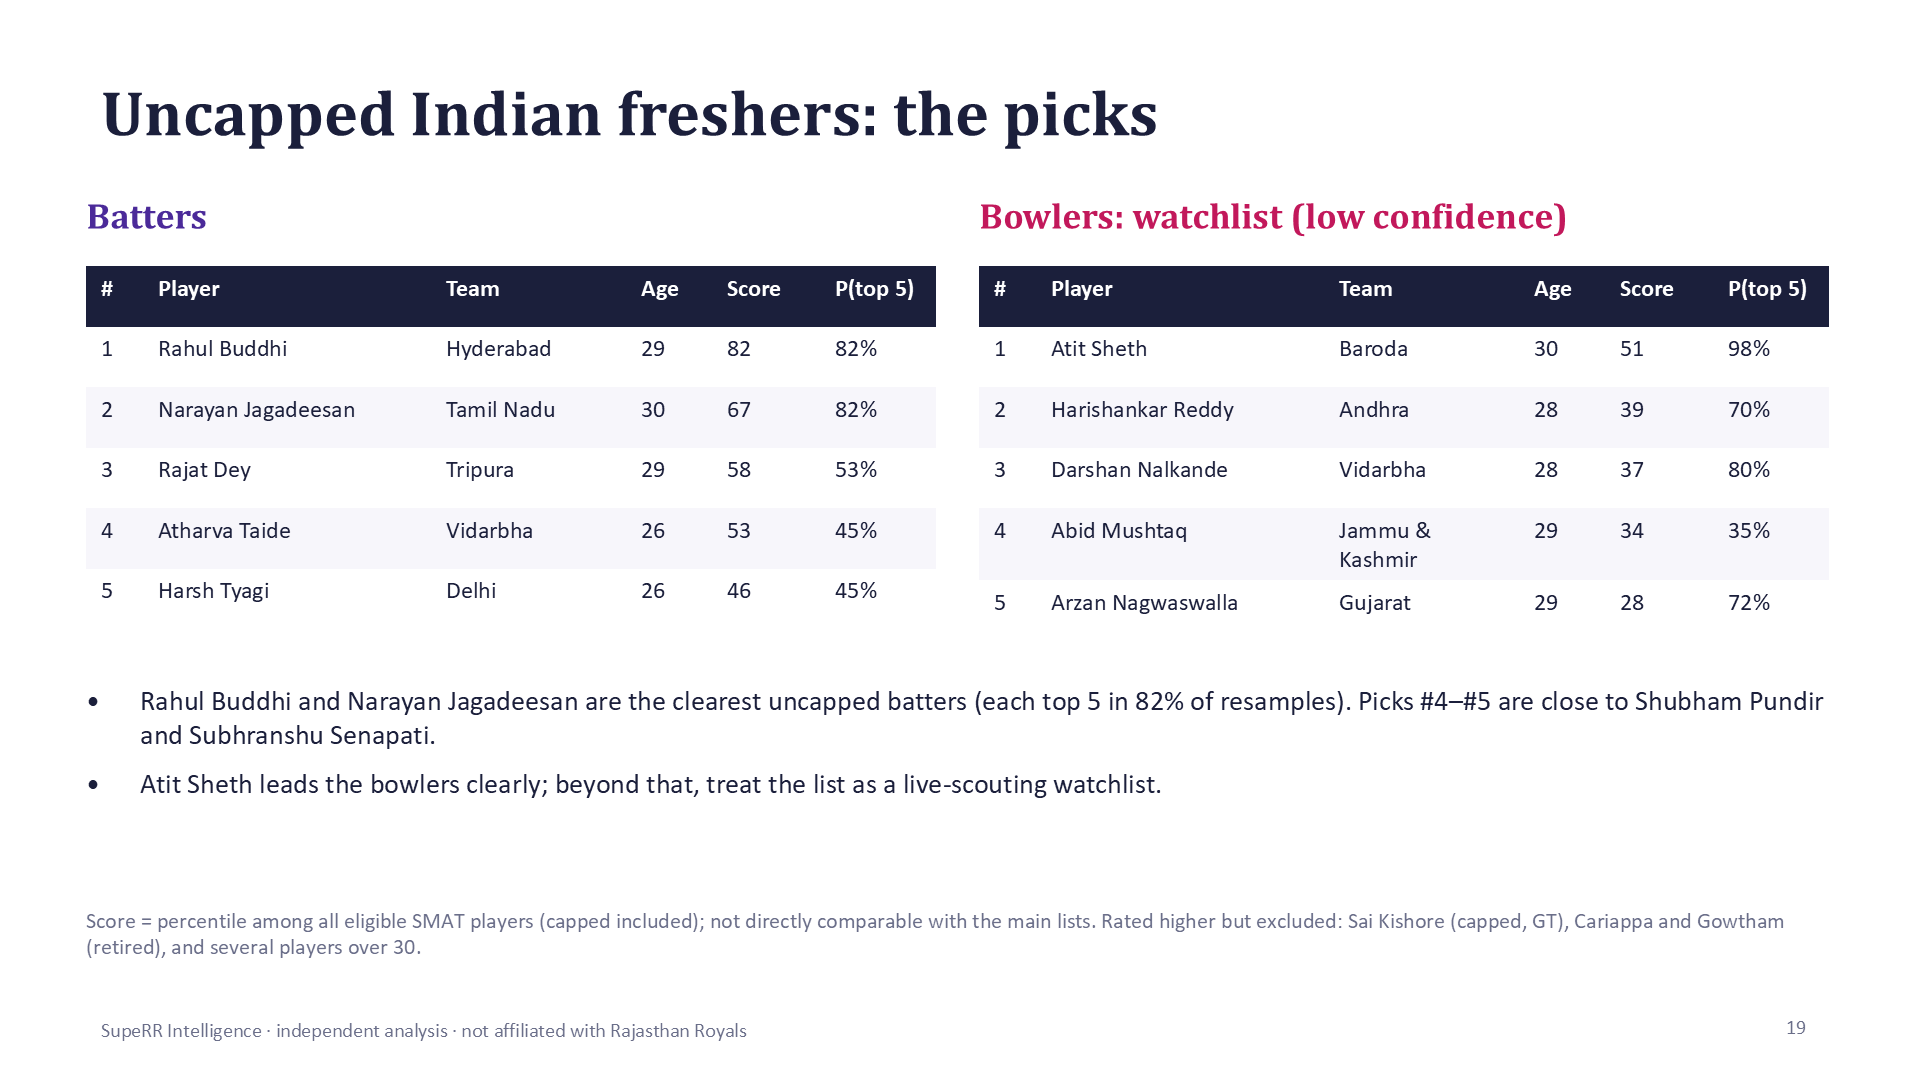 Uncapped Indian freshers: the picks
Batters
# Player Team Age Score P(top 5)
1 Rahul Buddhi Hyderabad 29 82 82%
2 Narayan Jagadeesan Tamil Nadu 30 67 82%
3 Rajat Dey Tripura 29 58 53%
4 Atharva Taide Vidarbha 26 53 45%
5 Harsh Tyagi Delhi 26 46 45%
Bowlers: watchlist (low confidence)
# Player Team Age Score P(top 5)
1 Atit Sheth Baroda 30 51 98%
2 Harishankar Reddy Andhra 28 39 70%
3 Darshan Nalkande Vidarbha 28 37 80%
4 Abid Mushtaq Jammu & 29 34 35%
Kashmir
5 Arzan Nagwaswalla Gujarat 29 28 72%
• Rahul Buddhi and Narayan Jagadeesan are the clearest uncapped batters (each top 5 in 82% of resamples). Picks #4–#5 are close to Shubham Pundir
and Subhranshu Senapati.
• Atit Sheth leads the bowlers clearly; beyond that, treat the list as a live-scouting watchlist.
Score = percentile among all eligible SMAT players (capped included); not directly comparable with the main lists. Rated higher but excluded: Sai Kishore (capped, GT), Cariappa and Gowtham
(retired), and several players over 30.
SupeRR Intelligence · independent analysis · not affiliated with Rajasthan Royals
19